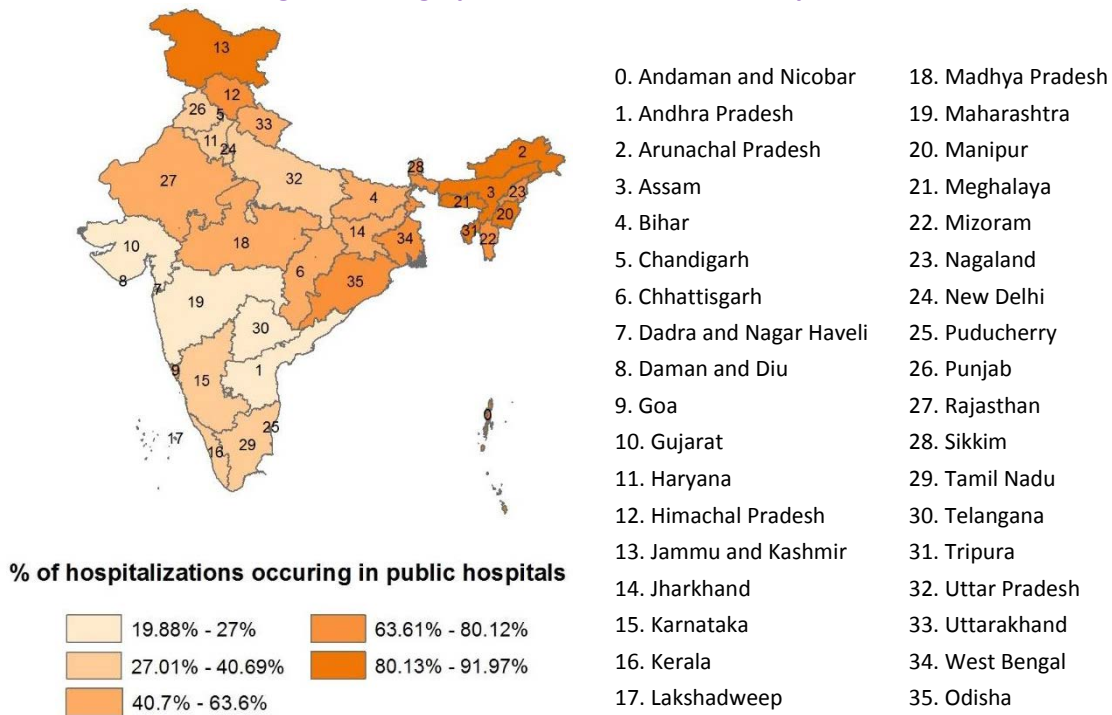 13
12
26
5
33
11
24
2
28
32
27
3
23
4
21
20
14
31
34
22
18
10
6
35
8
7
19
30
9
1
15
0
25
17
16
29
0. Andaman and Nicobar
1. Andhra Pradesh
2. Arunachal Pradesh
3. Assam
4. Bihar
5. Chandigarh
6. Chhattisgarh
7. Dadra and Nagar Haveli
8. Daman and Diu
9. Goa
10. Gujarat
11. Haryana
12. Himachal Pradesh
13. Jammu and Kashmir
14. Jharkhand
15. Karnataka
16. Kerala
17. Lakshadweep
18. Madhya Pradesh
19. Maharashtra
20. Manipur
21. Meghalaya
22. Mizoram
23. Nagaland
24. New Delhi
25. Puducherry
26. Punjab
27. Rajasthan
28. Sikkim
29. Tamil Nadu
30. Telangana
31. Tripura
32. Uttar Pradesh
33. Uttarakhand
34. West Bengal
35. Odisha
% of hospitalizations occuring in public hospitals
19.88% - 27%
27.01% - 40.69%
40.7% - 63.6%
63.61% - 80.12%
80.13% - 91.97%